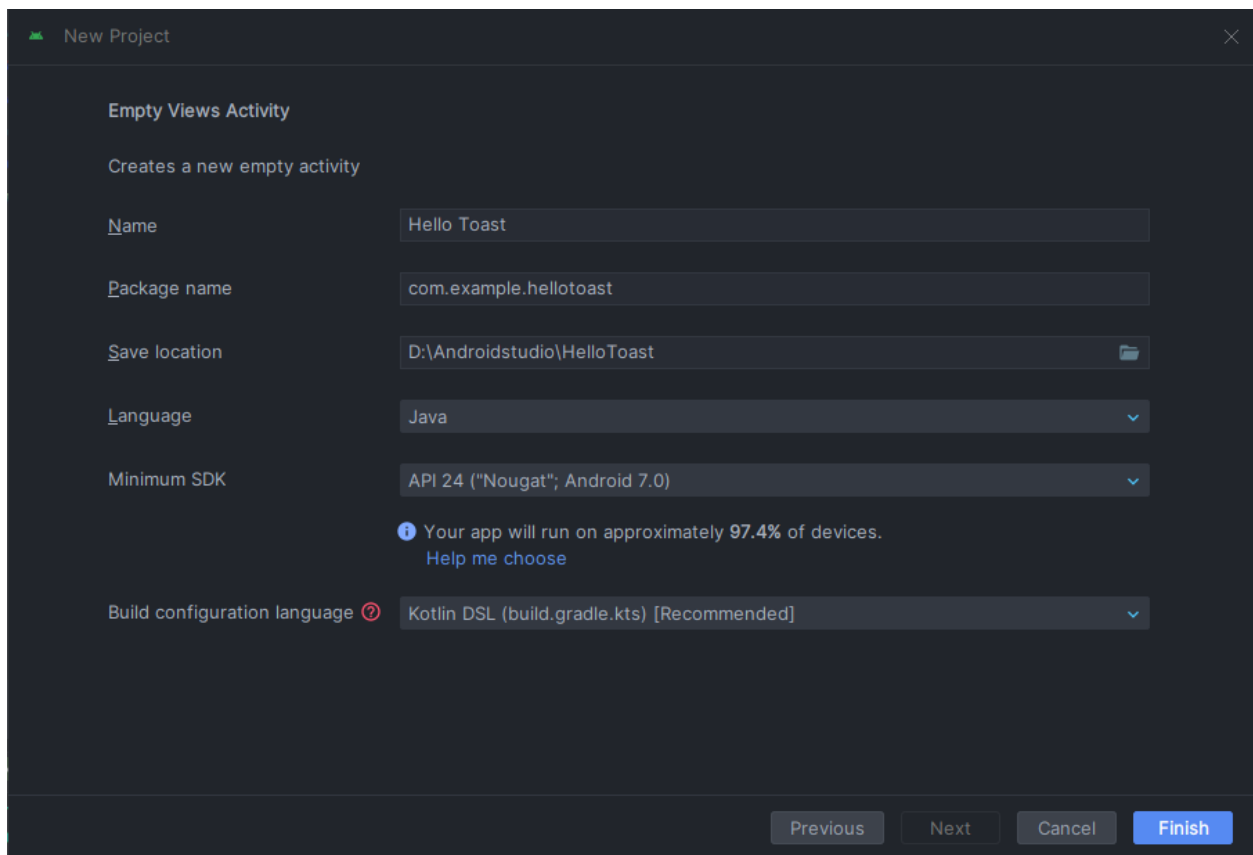 New Project
Empty Views Activity
Creates a new empty activity
Name Hello Toast
Package name com.example.hellotoast
Save location D:\Androidstudio\HelloToast
Language Java
Minimum SDK API 24 ("Nougat"; Android 7.0)
Your app will run on approximately 97.4% of devices.
Help me choose
Build configuration language Kotlin DSL (build.gradle.kts) [Recommended]
Previous Next Cancel Finish